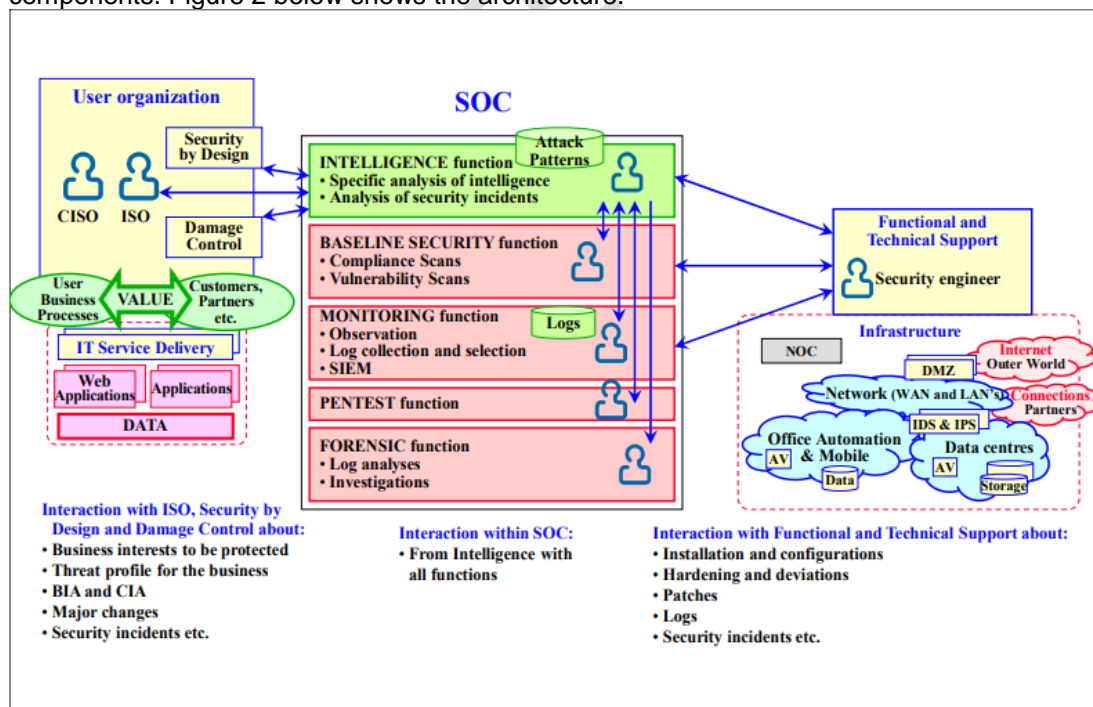 components. Figure 2 below shows the architecture.
User organization
Security
by Design
CISO
ISO
Damage
Control
User
Business
Processes
VALUE
Customers,
Partners
etc.
IT Service Delivery
Web
Applications
Applications
DATA
SOC
Attack
Patterns
INTELLIGENCE function
• Specific analysis of intelligence
• Analysis of security incidents
BASELINE SECURITY function
• Compliance Scans
• Vulnerability Scans
MONITORING function
• Observation
• Log collection and selection
• SIEM
Logs
PENTEST function
FORENSIC function
• Log analyses
• Investigations
Functional and
Technical Support
Security engineer
Infrastructure
NOC
Internet
Outer World
DMZ
Network (WAN and LAN's)
Connections
Partners
IDS & IPS
Office Automation
& Mobile
AV
Data
Data centres
AV
Storage
Interaction with ISO, Security by
Design and Damage Control about:
• Business interests to be protected
• Threat profile for the business
• BIA and CIA
• Major changes
• Security incidents etc.
Interaction within SOC:
• From Intelligence with
all functions
Interaction with Functional and Technical Support about:
• Installation and configurations
• Hardening and deviations
• Patches
• Logs
• Security incidents etc.